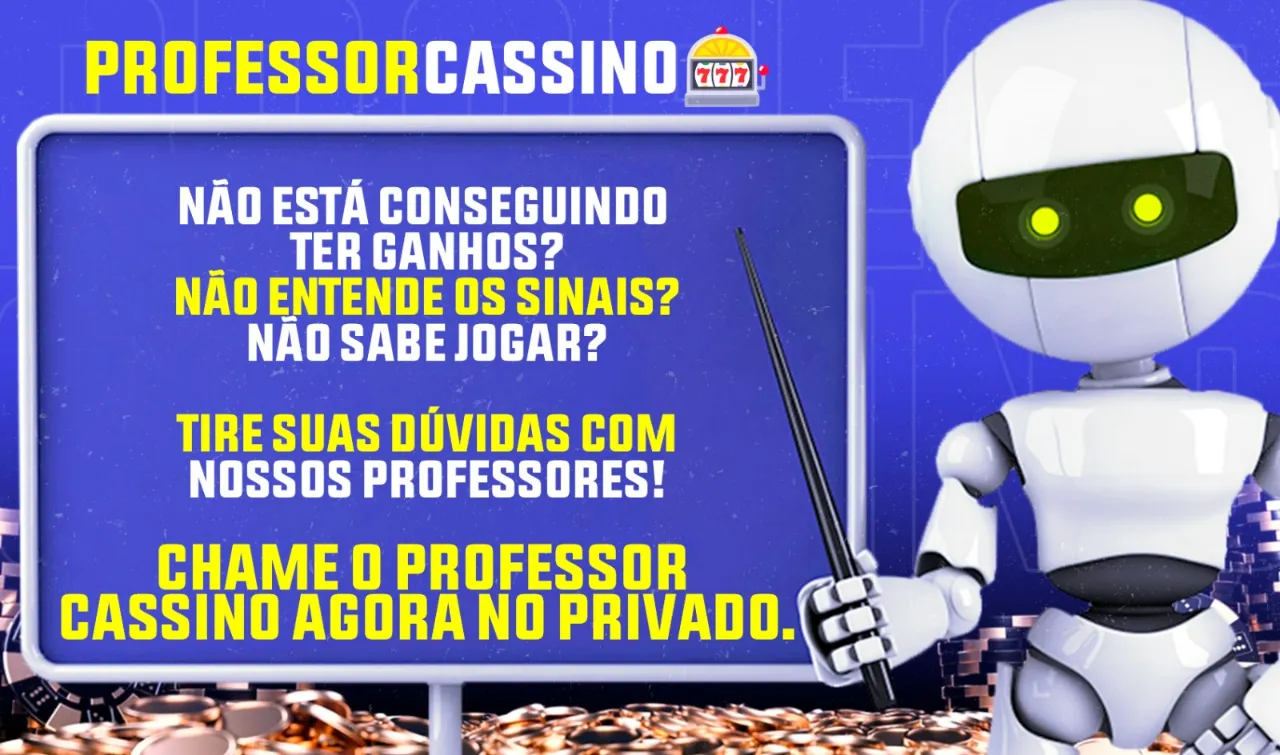 PROFESSORCASSINO
777
NÃO ESTÁ CONSEGUINDO
TER GANHOS?
NÃO ENTENDE OS SINAIS?
NÃO SABE JOGAR?
TIRE SUAS DÚVIDAS COM
NOSSOS PROFESSORES!
CHAME O PROFESSOR
CASSINO AGORA NO PRIVADO.